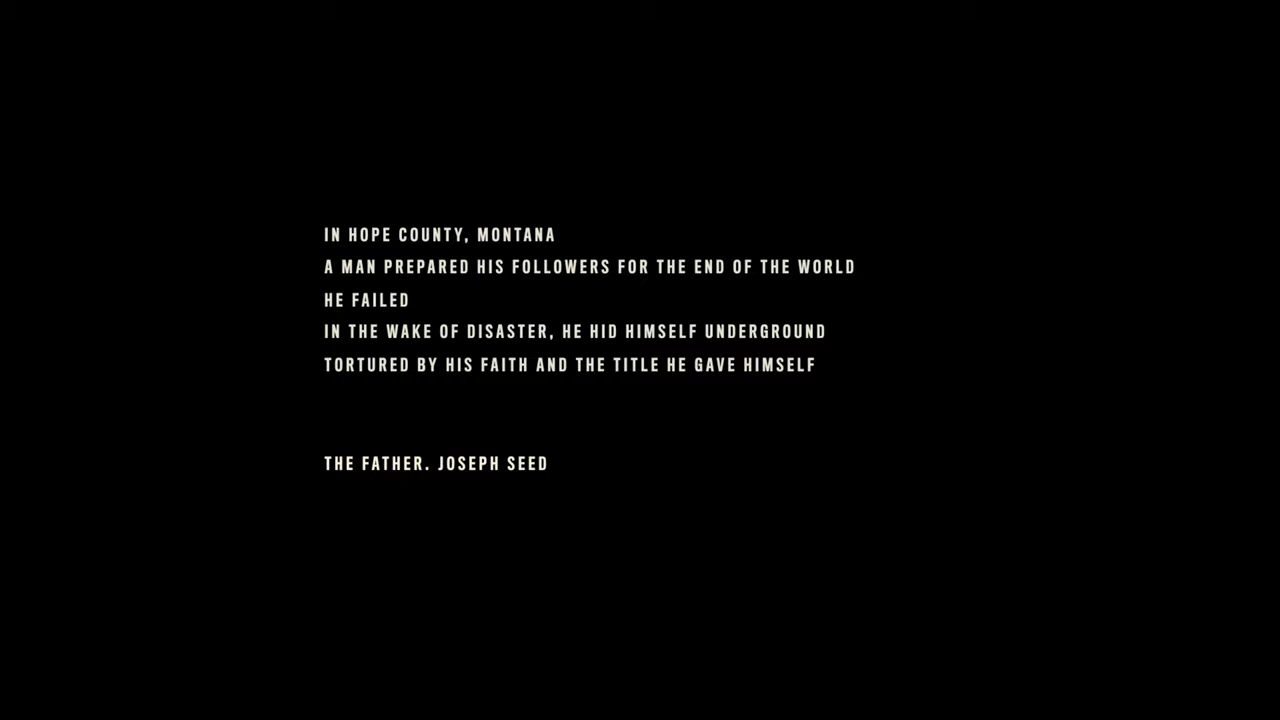 IN HOPE COUNTY, MONTANA
A MAN PREPARED HIS FOLLOWERS FOR THE END OF THE WORLD
HE FAILED
IN THE WAKE OF DISASTER, HE HID HIMSELF UNDERGROUND
TORTURED BY HIS FAITH AND THE TITLE HE GAVE HIMSELF
THE FATHER. JOSEPH SEED